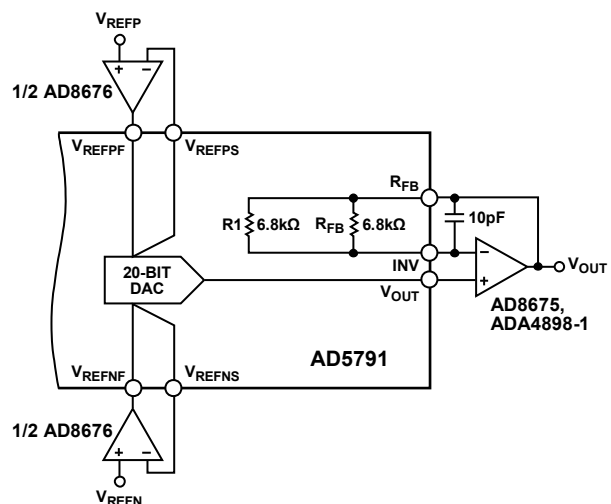 VREFP
+ −
1/2 AD8676
VREFPF
VREFPS
RFB
R1 6.8kΩ
RFB 6.8kΩ
10pF
20-BIT
DAC
INV
VOUT
−
+
VOUT
AD8675,
ADA4898-1
AD5791
VREFNF
VREFNS
1/2 AD8676
+ −
VREFN